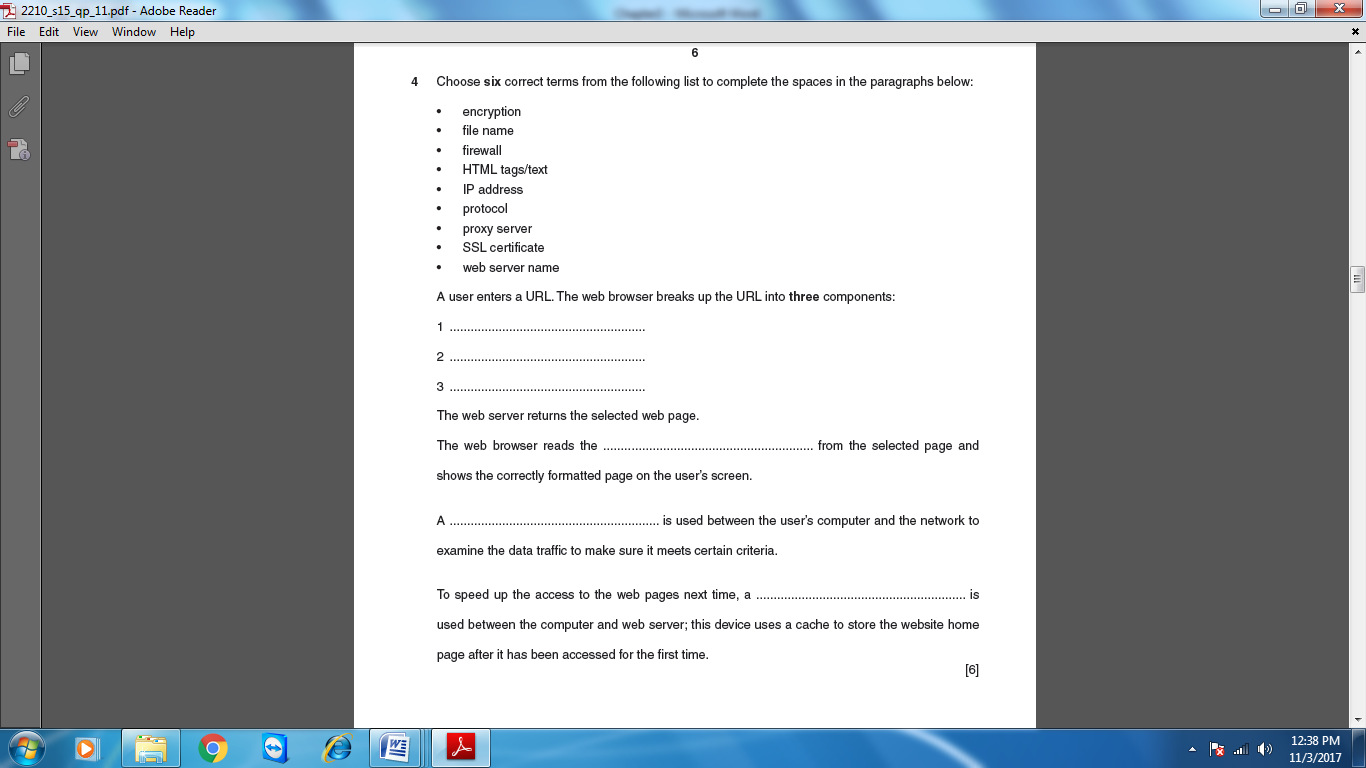 2210_s15_qp_11.pdf - Adobe Reader
File Edit View Window Help
6
4 Choose six correct terms from the following list to complete the spaces in the paragraphs below:
• encryption
• file name
• firewall
• HTML tags/text
• IP address
• protocol
• proxy server
• SSL certificate
• web server name
A user enters a URL. The web browser breaks up the URL into three components:
1 ........................................................
2 ........................................................
3 ........................................................
The web server returns the selected web page.
The web browser reads the ............................................................ from the selected page and
shows the correctly formatted page on the user's screen.
A ............................................................ is used between the user's computer and the network to
examine the data traffic to make sure it meets certain criteria.
To speed up the access to the web pages next time, a ............................................................ is
used between the computer and web server; this device uses a cache to store the website home
page after it has been accessed for the first time.
[6]
12:38 PM
11/3/2017